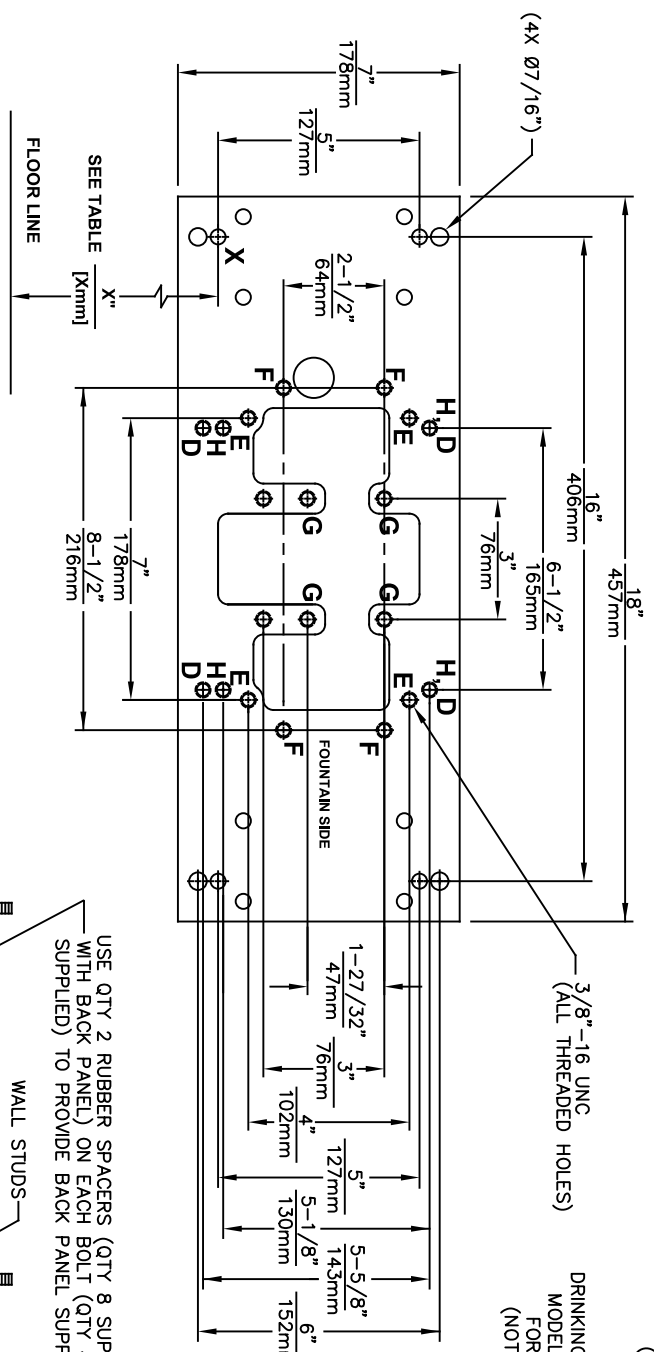 (4X Ø7/16")
7"
178mm
5"
127mm
SEE TABLE
X"
[Xmm]
FLOOR LINE
X
2-1/2"
64mm
18"
457mm
16"
406mm
6-1/2"
165mm
3"
76mm
3/8"-16 UNC
(ALL THREADED HOLES)
H, D
H, D
E
E
F
F
G
G
G
G
F
F
E
E
H
H
D
D
FOUNTAIN SIDE
7"
178mm
8-1/2"
216mm
1-27/32"
47mm
3"
76mm
4"
102mm
5"
127mm
5-1/8"
130mm
5-5/8"
143mm
6"
152m
DRINKING
MODEL
FOR
(NOT
USE QTY 2 RUBBER SPACERS (QTY 8 SUP
WITH BACK PANEL) ON EACH BOLT (QTY
SUPPLIED) TO PROVIDE BACK PANEL SUPP
WALL STUDS